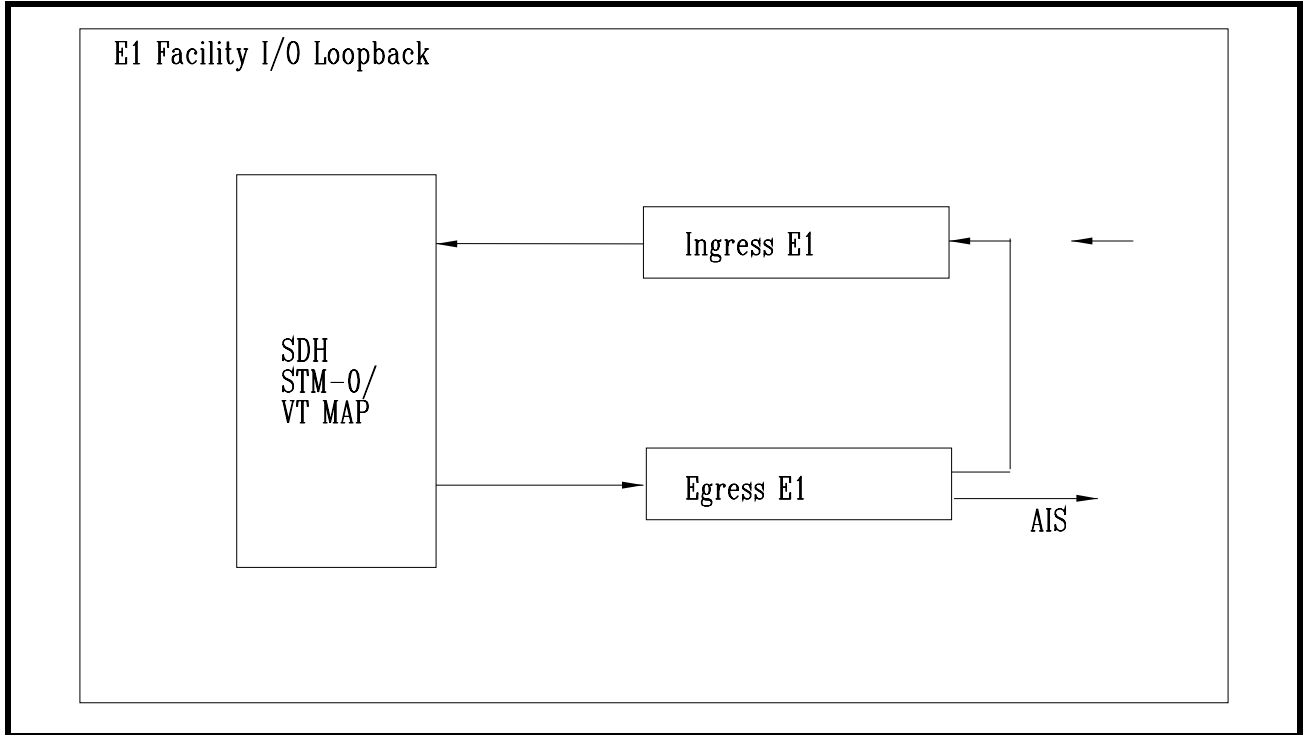 E1 Facility I/O Loopback
Ingress E1
SDH
STM-0/
VT MAP
Egress E1
AIS